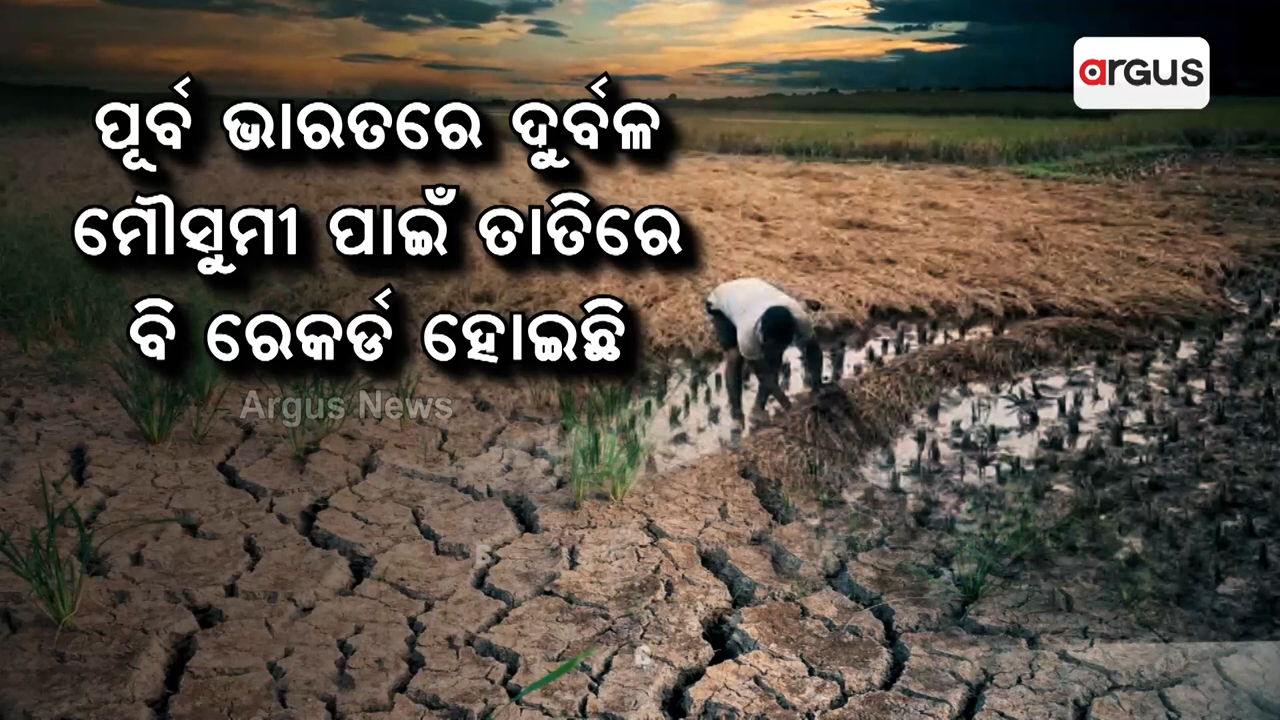 argus
ପୂର୍ବ ଭାରତରେ ଦୁର୍ବଳ
ମୌସୁମୀ ପାଇଁ ତାତିରେ
ବି ରେକର୍ଡ ହୋଇଛି
Argus News